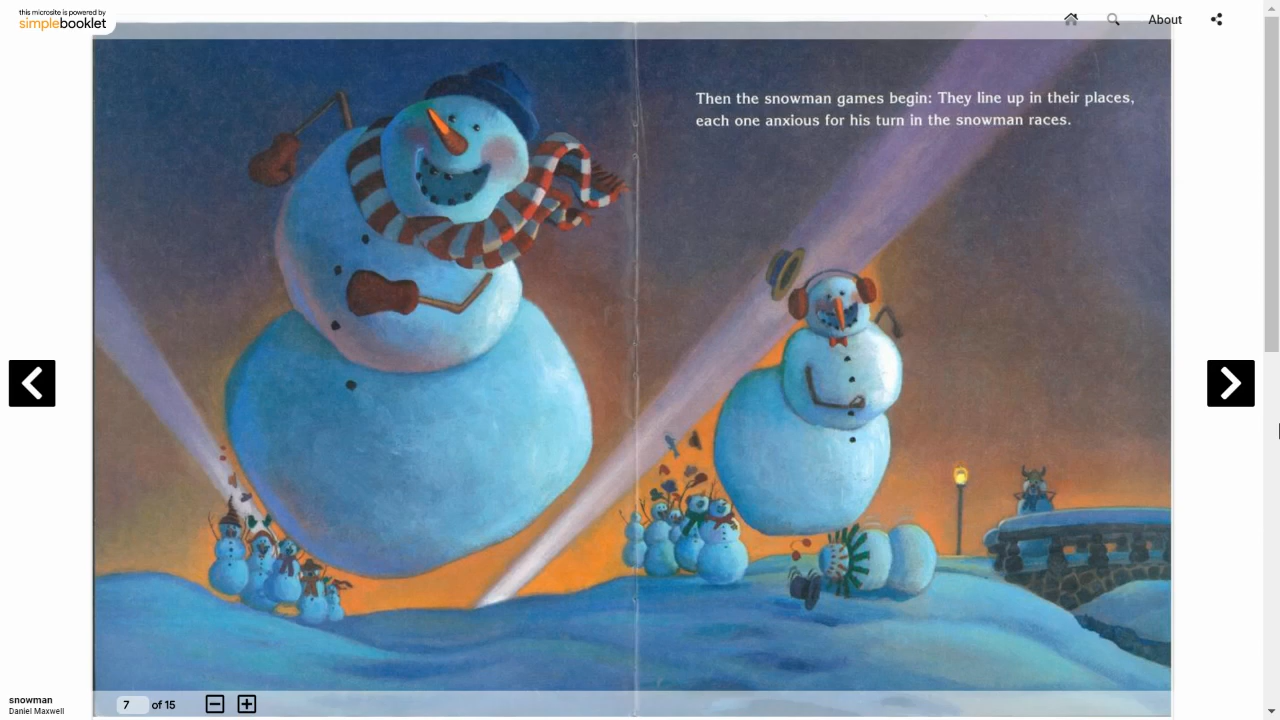 this microsite is powered by
simplebooklet
About
Then the snowman games begin: They line up in their places,
each one anxious for his turn in the snowman races.
snowman
Daniel Maxwell
7 of 15